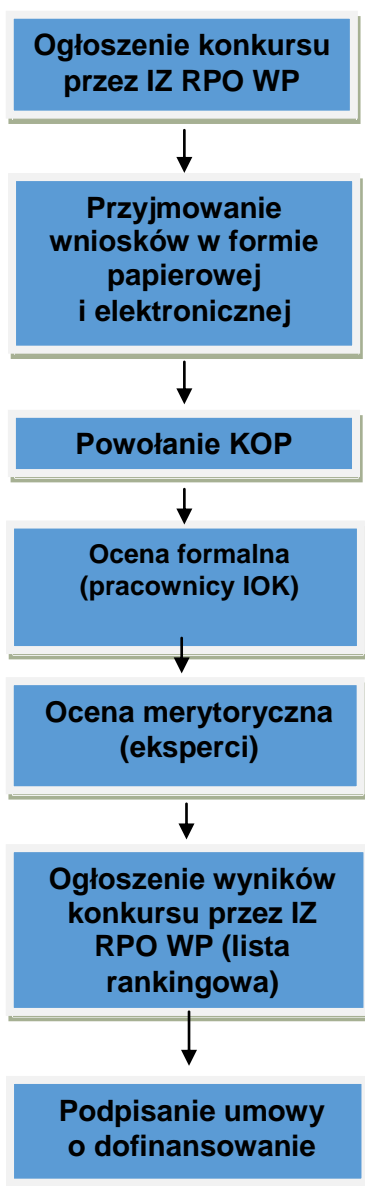 Ogłoszenie konkursu
przez IZ RPO WP
Przyjmowanie
wniosków w formie
papierowej
i elektronicznej
Powołanie KOP
Ocena formalna
(pracownicy IOK)
Ocena merytoryczna
(eksperci)
Ogłoszenie wyników
konkursu przez IZ
RPO WP (lista
rankingowa)
Podpisanie umowy
o dofinansowanie